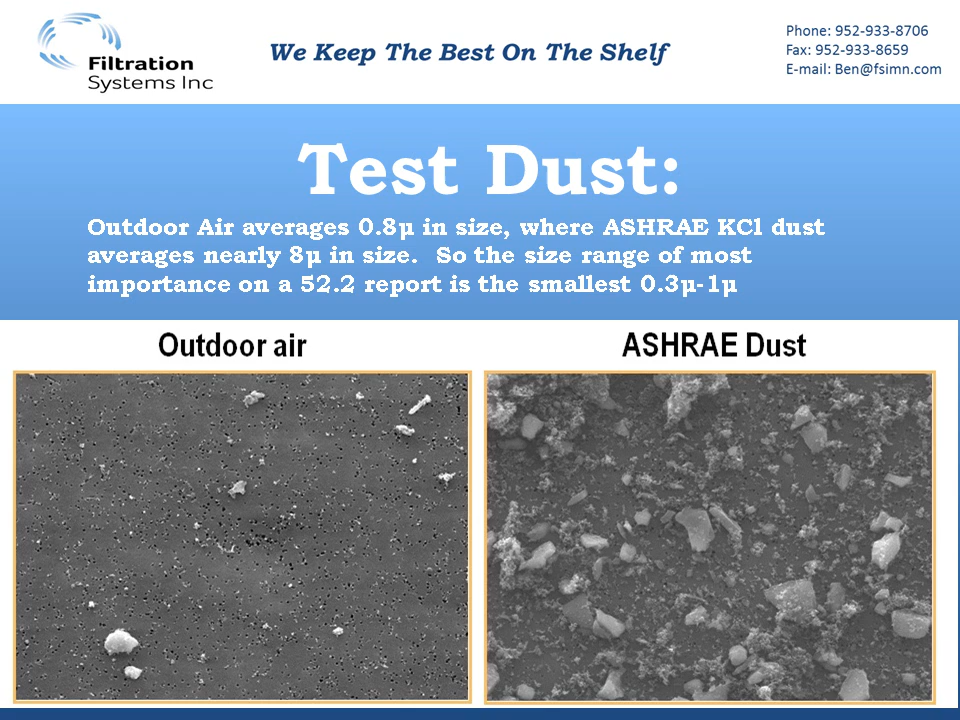 Filtration
Systems Inc
We Keep The Best On The Shelf
Phone: 952-933-8706
Fax: 952-933-8659
E-mail: Ben@fsimn.com
Test Dust:
Outdoor Air averages 0.8µ in size, where ASHRAE KCl dust
averages nearly 8µ in size.  So the size range of most
importance on a 52.2 report is the smallest 0.3µ-1µ
Outdoor air
ASHRAE Dust